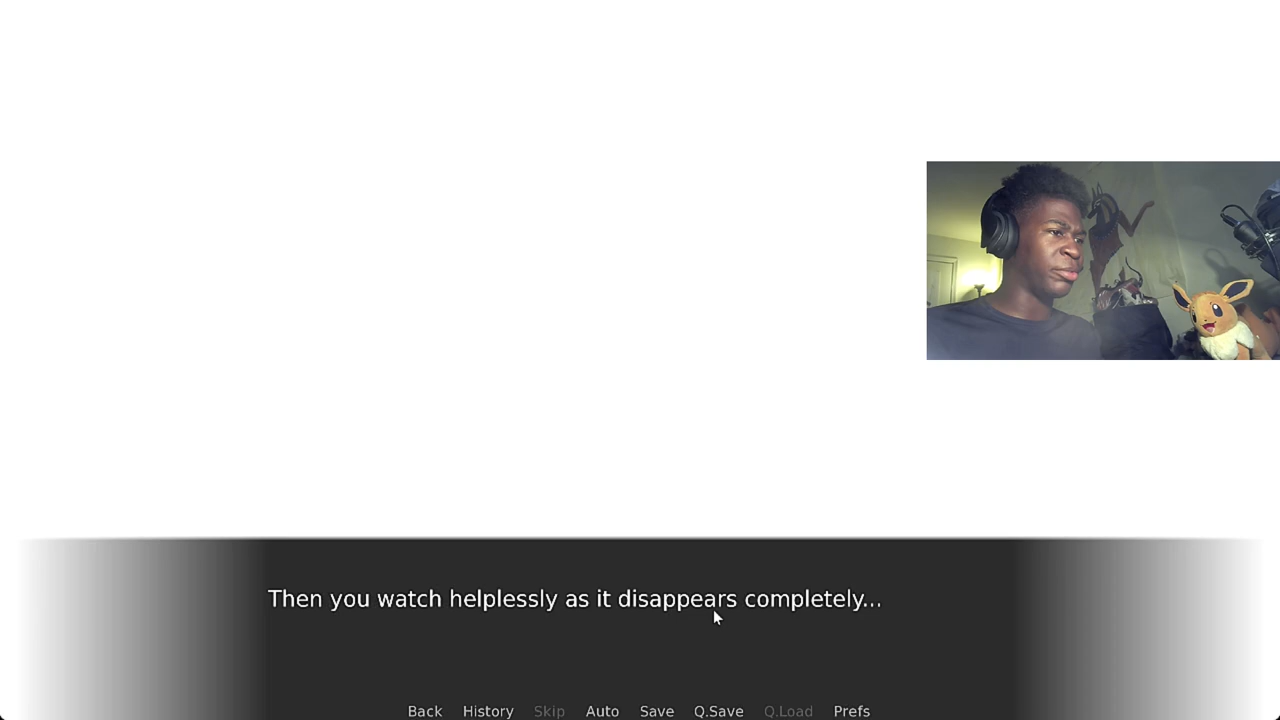 Then you watch helplessly as it disappears completely...
Back History Skip Auto Save Q.Save Q.Load Prefs